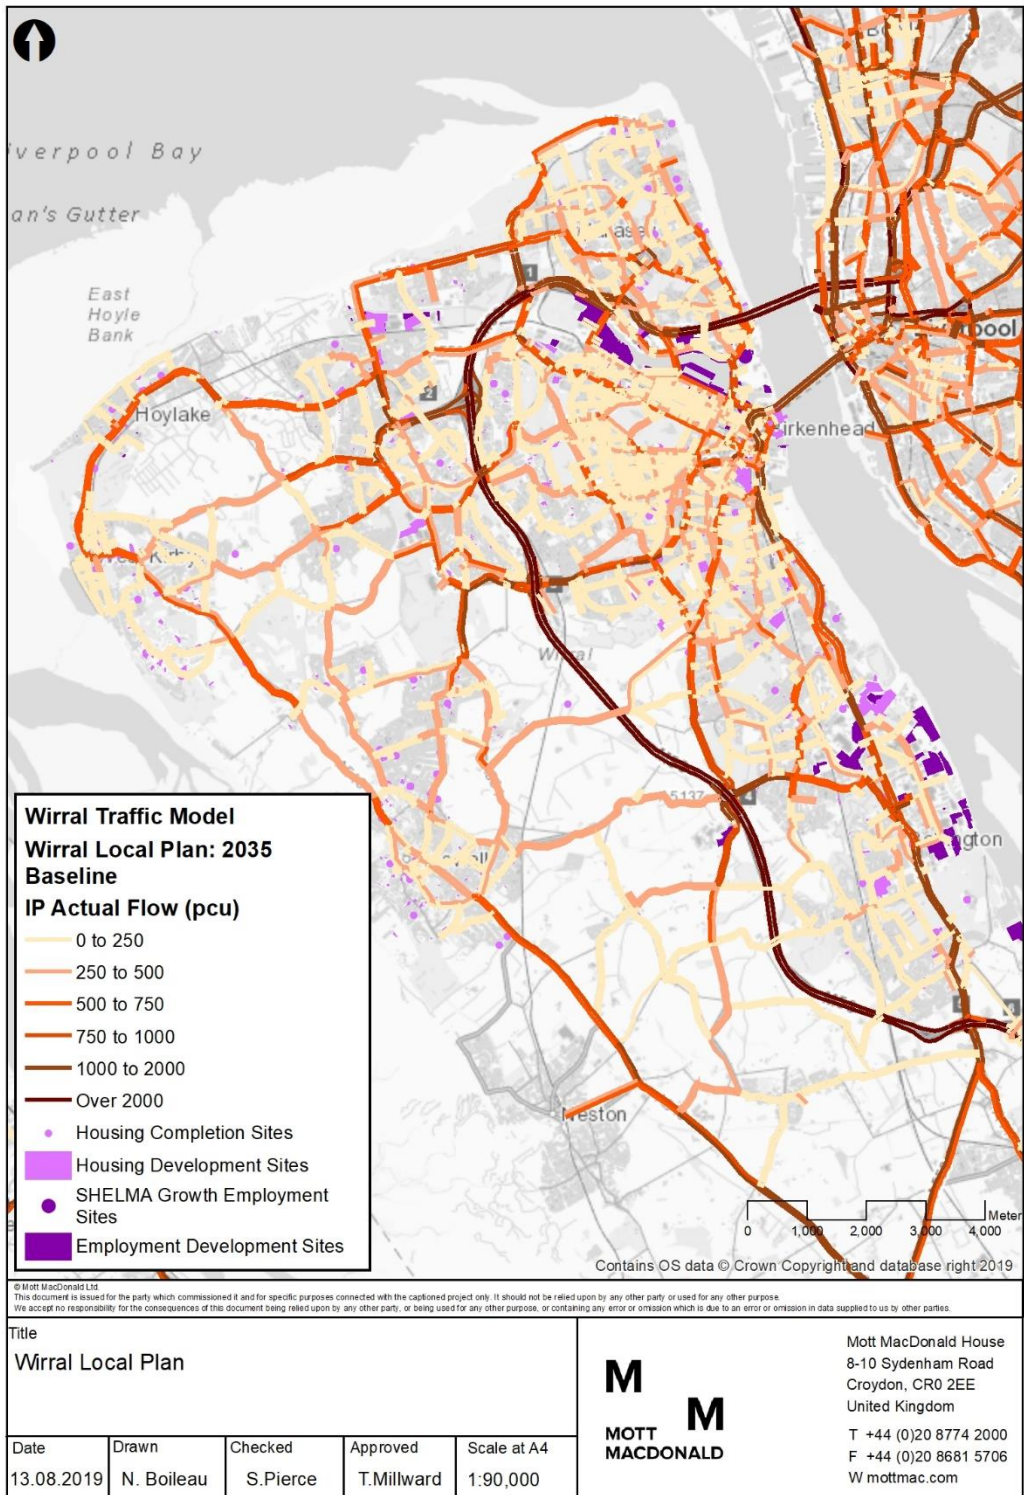 an's Gutter
East
Hoyle
Bank
Hoylake
1
2
irkenhead
Wirral
4
5
4
Wirral Traffic Model
Wirral Local Plan: 2035
Baseline
IP Actual Flow (pcu)
0 to 250
250 to 500
500 to 750
750 to 1000
1000 to 2000
Over 2000
Housing Completion Sites
Housing Development Sites
SHELMA Growth Employment
Sites
Employment Development Sites
ngton
Neston
Meter
0 1,000 2,000 3,000 4,000
Contains OS data © Crown Copyright and database right 2019
© Mott MacDonald Ltd.
This document is issued for the party which commissioned it and for specific purposes connected with the captioned project only. It should not be relied upon by any other party or used for any other purpose.
We accept no responsibility for the consequences of this document being relied upon by any other party, or being used for any other purpose, or containing any error or omission which is due to an error or omission in data supplied to us by other parties.
Title
Wirral Local Plan
Date
13.08.2019
Drawn
N. Boileau
Checked
S.Pierce
Approved
T.Millward
Scale at A4
1:90,000
M
M
MOTT
MACDONALD
Mott MacDonald House
8-10 Sydenham Road
Croydon, CR0 2EE
United Kingdom
T +44 (0)20 8774 2000
F +44 (0)20 8681 5706
W mottmac.com